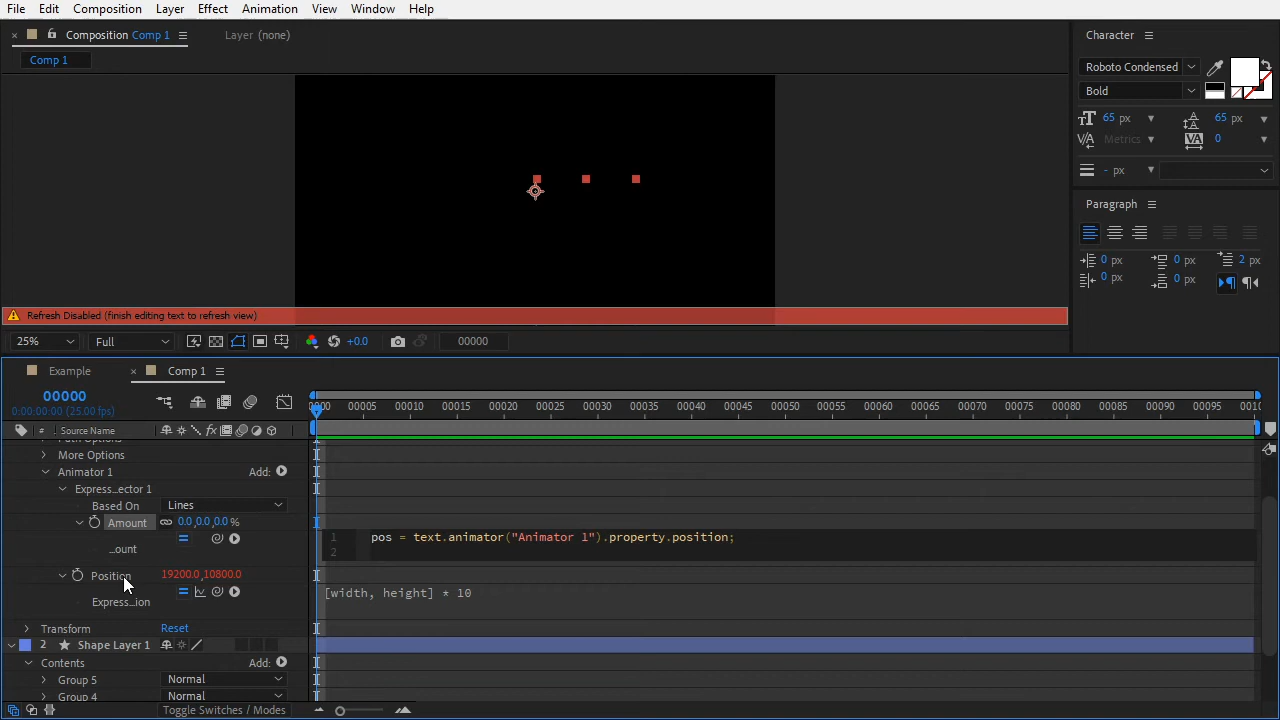 File Edit Composition Layer Effect Animation View Window Help
× Composition Comp 1 Layer (none)
Comp 1
Character
Roboto Condensed
Bold
65 px 65 px
Metrics 0
- px
Paragraph
0 px 0 px 2 px
0 px 0 px
Refresh Disabled (finish editing text to refresh view)
25% Full +0.0 00000
Example × Comp 1
00000
0:00:00:00 (25.00 fps)
0000 00005 00010 00015 00020 00025 00030 00035 00040 00045 00050 00055 00060 00065 00070 00075 00080 00085 00090 00095 0010
# Source Name fx
More Options
Animator 1 Add:
Express...ector 1
Based On Lines
Amount 0.0,0.0,0.0 %
1 pos = text.animator("Animator 1").property.position;
...ount 2
Position 19200.0,10800.0
Express...ion [width, height] * 10
Transform Reset
2 Shape Layer 1
Contents Add:
Group 5 Normal
Group 4 Normal
Toggle Switches / Modes